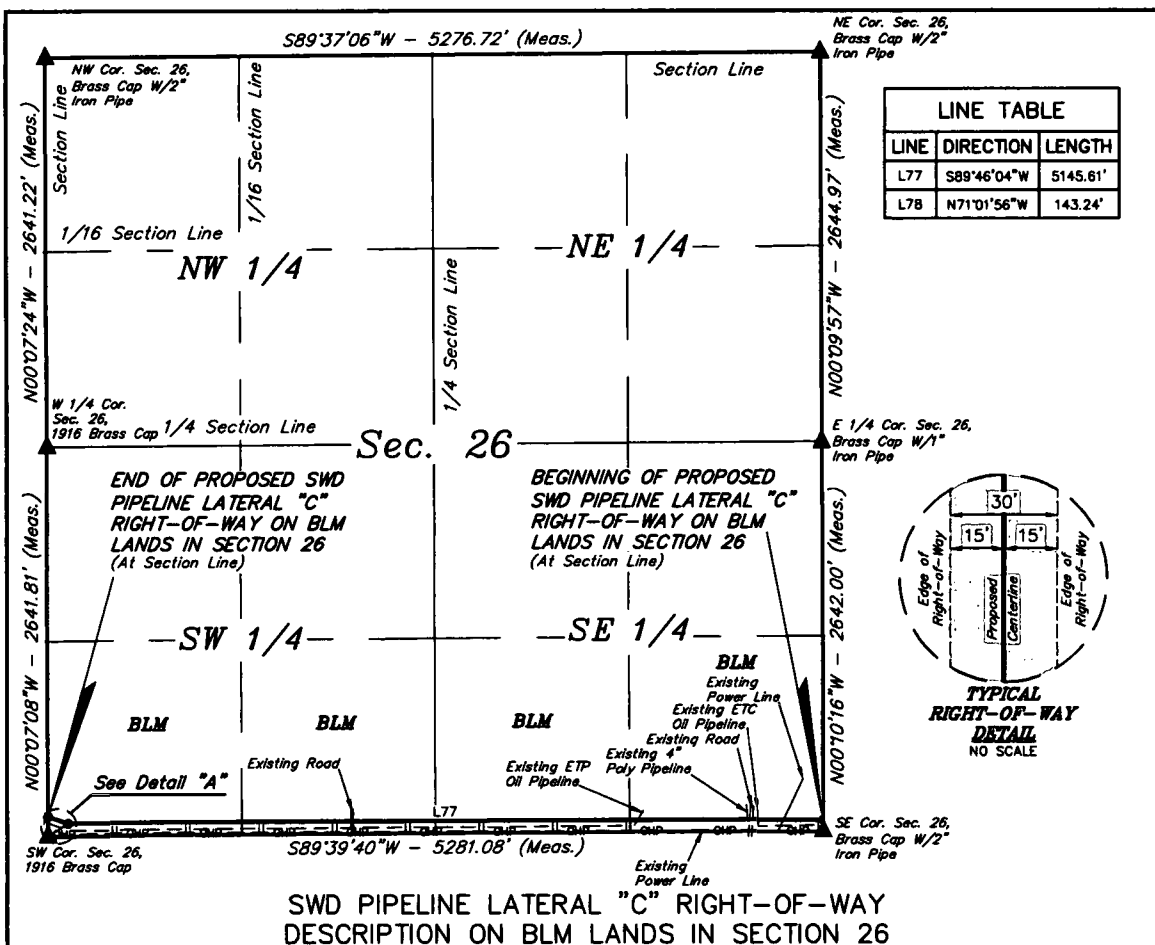 S89°37'06"W - 5276.72' (Meas.)
NE Cor. Sec. 26,
Brass Cap W/2"
Iron Pipe
NW Cor. Sec. 26,
Brass Cap W/2"
Iron Pipe
Section Line
Section Line
1/16 Section Line
N00°07'24"W - 2641.22' (Meas.)
N00°09'57"W - 2644.97' (Meas.)
LINE TABLE
LINE DIRECTION LENGTH
L77 S89°46'04"W 5145.61'
L78 N71°01'56"W 143.24'
1/16 Section Line
NW 1/4
NE 1/4
1/4 Section Line
W 1/4 Cor.
Sec. 26,
1916 Brass Cap
1/4 Section Line
Sec. 26
E 1/4 Cor. Sec. 26,
Brass Cap W/1"
Iron Pipe
END OF PROPOSED SWD
PIPELINE LATERAL "C"
RIGHT-OF-WAY ON BLM
LANDS IN SECTION 26
(At Section Line)
BEGINNING OF PROPOSED
SWD PIPELINE LATERAL "C"
RIGHT-OF-WAY ON BLM
LANDS IN SECTION 26
(At Section Line)
30'
15' 15'
Edge of
Right-of-Way
Proposed
Centerline
Edge of
Right-of-Way
TYPICAL
RIGHT-OF-WAY
DETAIL
NO SCALE
N00°07'08"W - 2641.81' (Meas.)
N00°10'16"W - 2642.00' (Meas.)
SW 1/4
SE 1/4
BLM
BLM
BLM
BLM
Existing
Power Line
Existing ETC
Oil Pipeline
Existing Road
Existing 4"
Poly Pipeline
Existing ETP
Oil Pipeline
Existing Road
See Detail "A"
L77
OHP OHP OHP OHP OHP OHP OHP OHP OHP OHP OHP
SW Cor. Sec. 26,
1916 Brass Cap
S89°39'40"W - 5281.08' (Meas.)
SE Cor. Sec. 26,
Brass Cap W/2"
Iron Pipe
Existing
Power Line
SWD PIPELINE LATERAL "C" RIGHT-OF-WAY
DESCRIPTION ON BLM LANDS IN SECTION 26